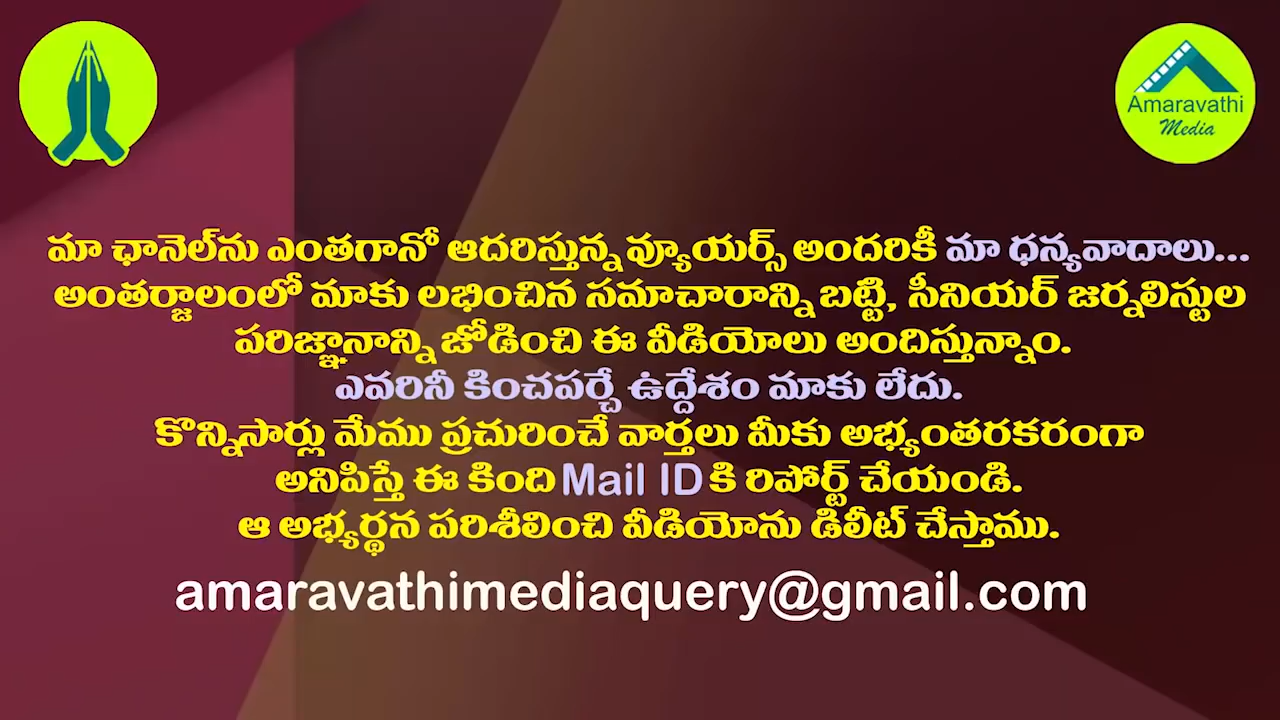 Amaravathi
Media
మా ఛానెల్‌ను ఎంతగానో ఆదరిస్తున్న వ్యూయర్స్ అందరికీ మా ధన్యవాదాలు...
అంతర్జాలంలో మాకు లభించిన సమాచారాన్ని బట్టి, సీనియర్ జర్నలిస్టుల
పరిజ్ఞానాన్ని జోడించి ఈ వీడియోలు అందిస్తున్నాం.
ఎవరినీ కించపర్చే ఉద్దేశం మాకు లేదు.
కొన్నిసార్లు మేము ప్రచురించే వార్తలు మీకు అభ్యంతరకరంగా
అనిపిస్తే ఈ కింది Mail ID కి రిపోర్ట్ చేయండి.
ఆ అభ్యర్థన పరిశీలించి వీడియోను డిలీట్ చేస్తాము.
amaravathimediaquery@gmail.com